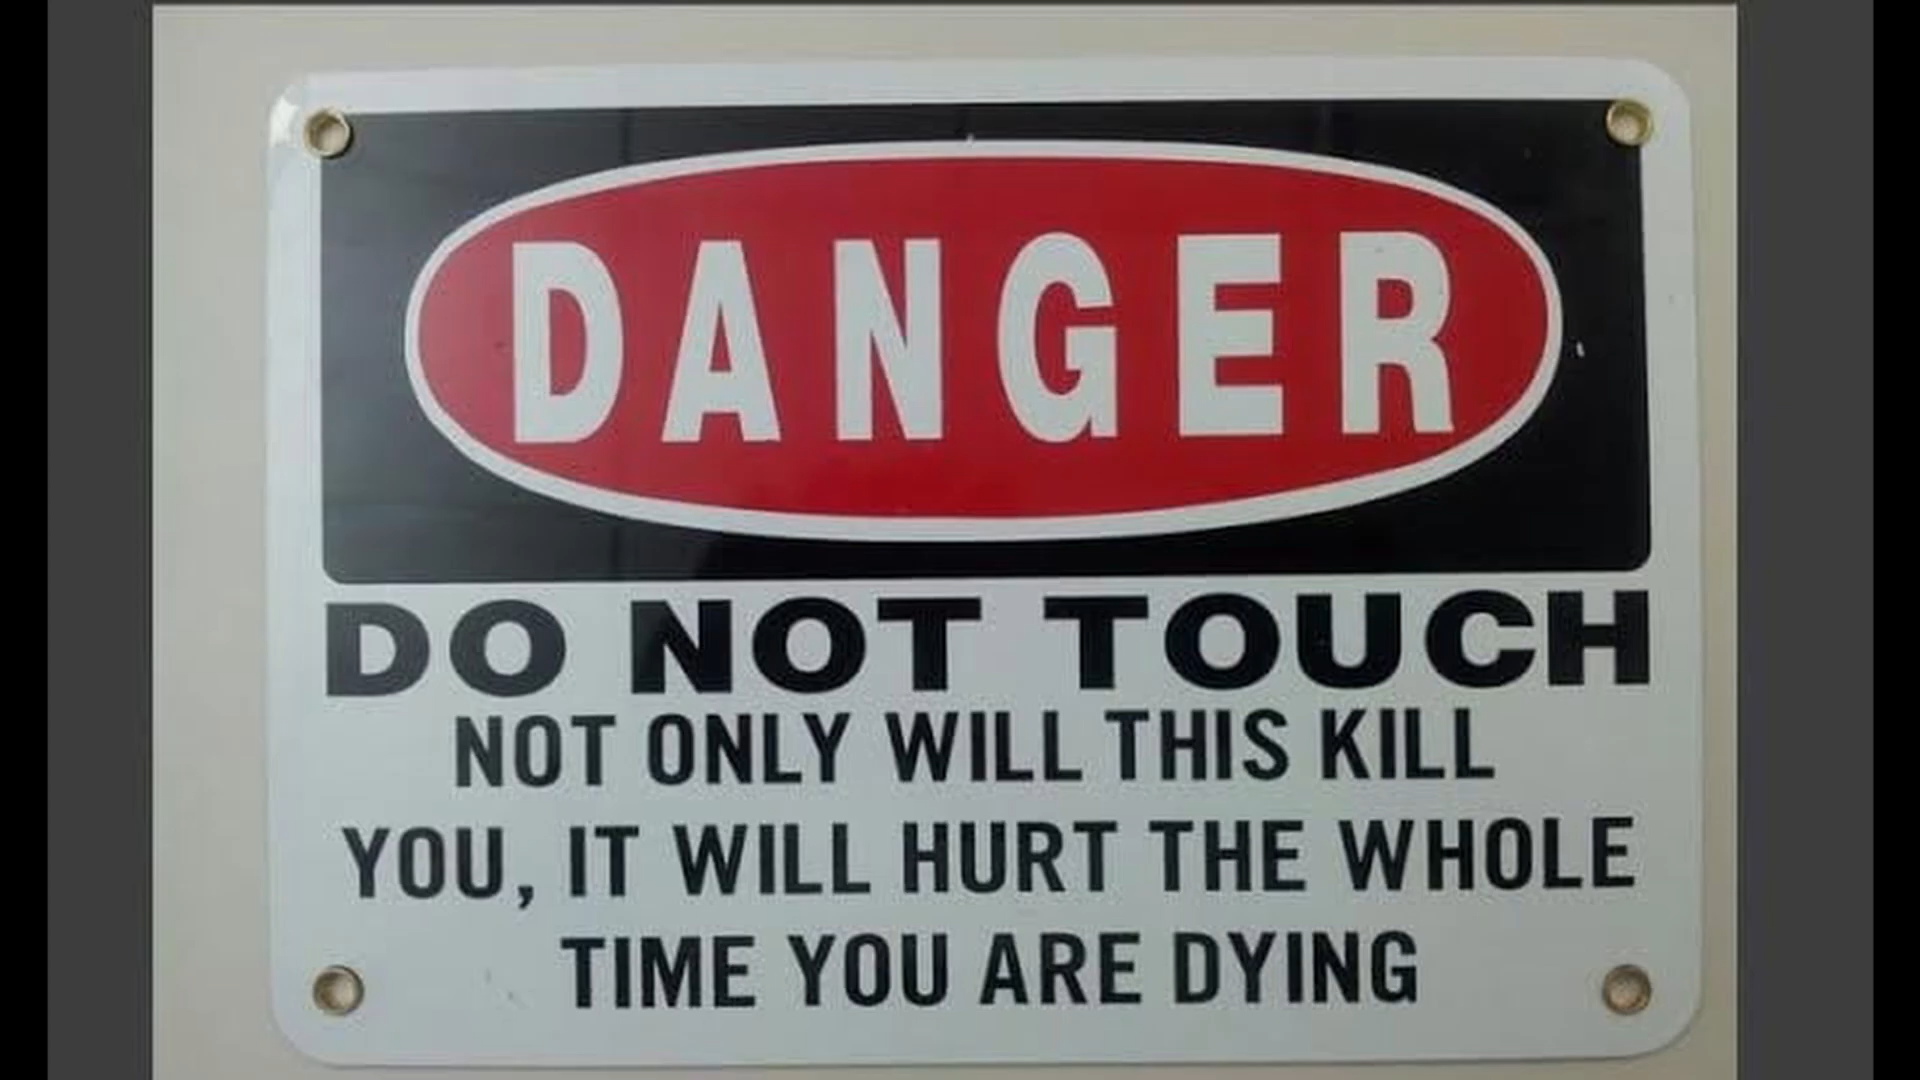 DANGER
DO NOT TOUCH
NOT ONLY WILL THIS KILL
YOU, IT WILL HURT THE WHOLE
TIME YOU ARE DYING